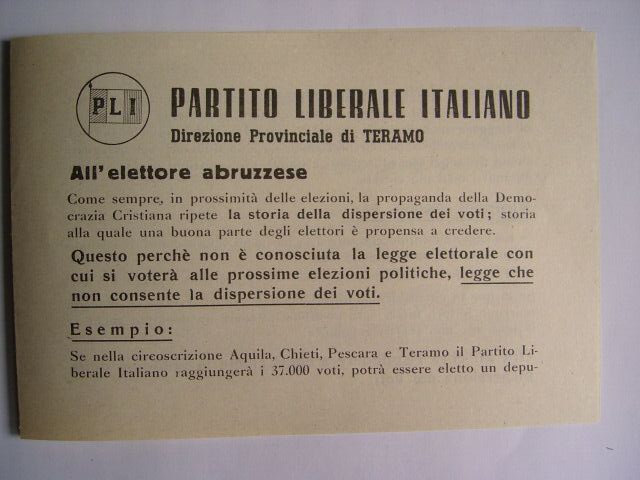 PLI
PARTITO LIBERALE ITALIANO
Direzione Provinciale di TERAMO
All'elettore abruzzese
Come sempre, in prossimità delle elezioni, la propaganda della Demo-
crazia Cristiana ripete la storia della dispersione dei voti; storia
alla quale una buona parte degli elettori è propensa a credere.
Questo perchè non è conosciuta la legge elettorale con
cui si voterà alle prossime elezioni politiche, legge che
non consente la dispersione dei voti.
Esempio:
Se nella circoscrizione Aquila, Chieti, Pescara e Teramo il Partito Li-
berale Italiano raggiungerà i 37.000 voti, potrà essere eletto un depu-